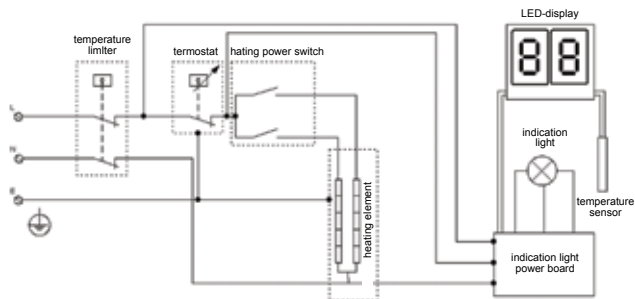 LED-display
temperature
limlter
termostat
hating power switch
88
L
indication
light
N
temperature
sensor
E
heating element
indication light
power board